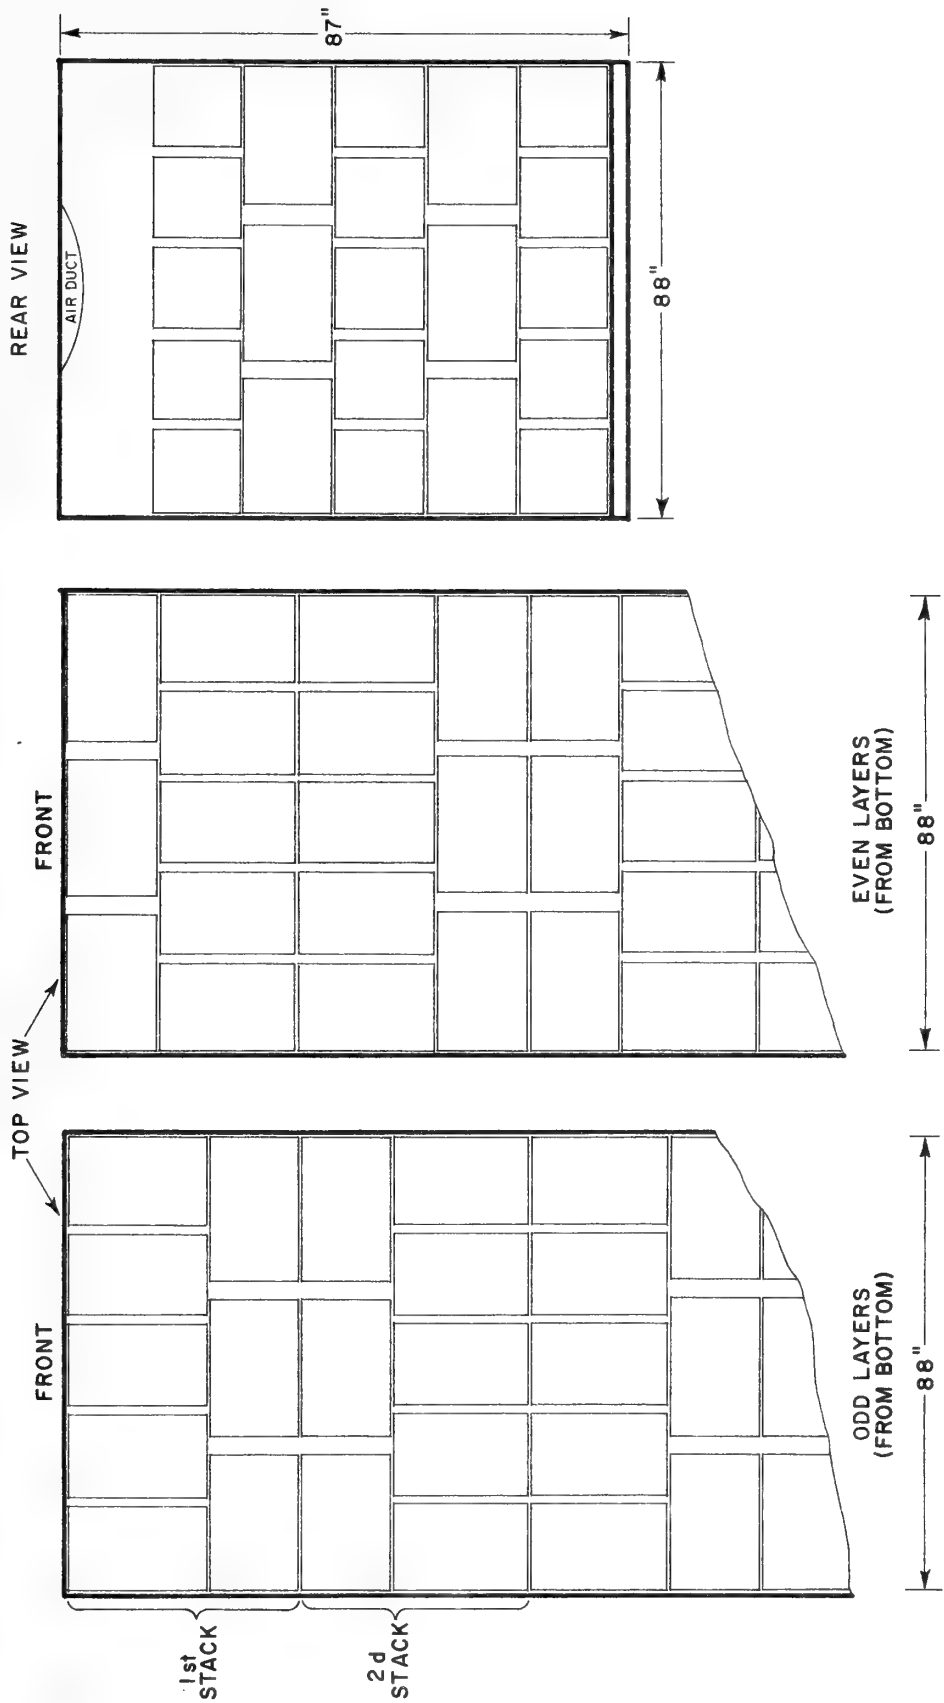 TOP VIEW
FRONT
FRONT
REAR VIEW
AIR DUCT
87"
88"
1st
STACK
2d
STACK
ODD LAYERS
(FROM BOTTOM)
88"
EVEN LAYERS
(FROM BOTTOM)
88"